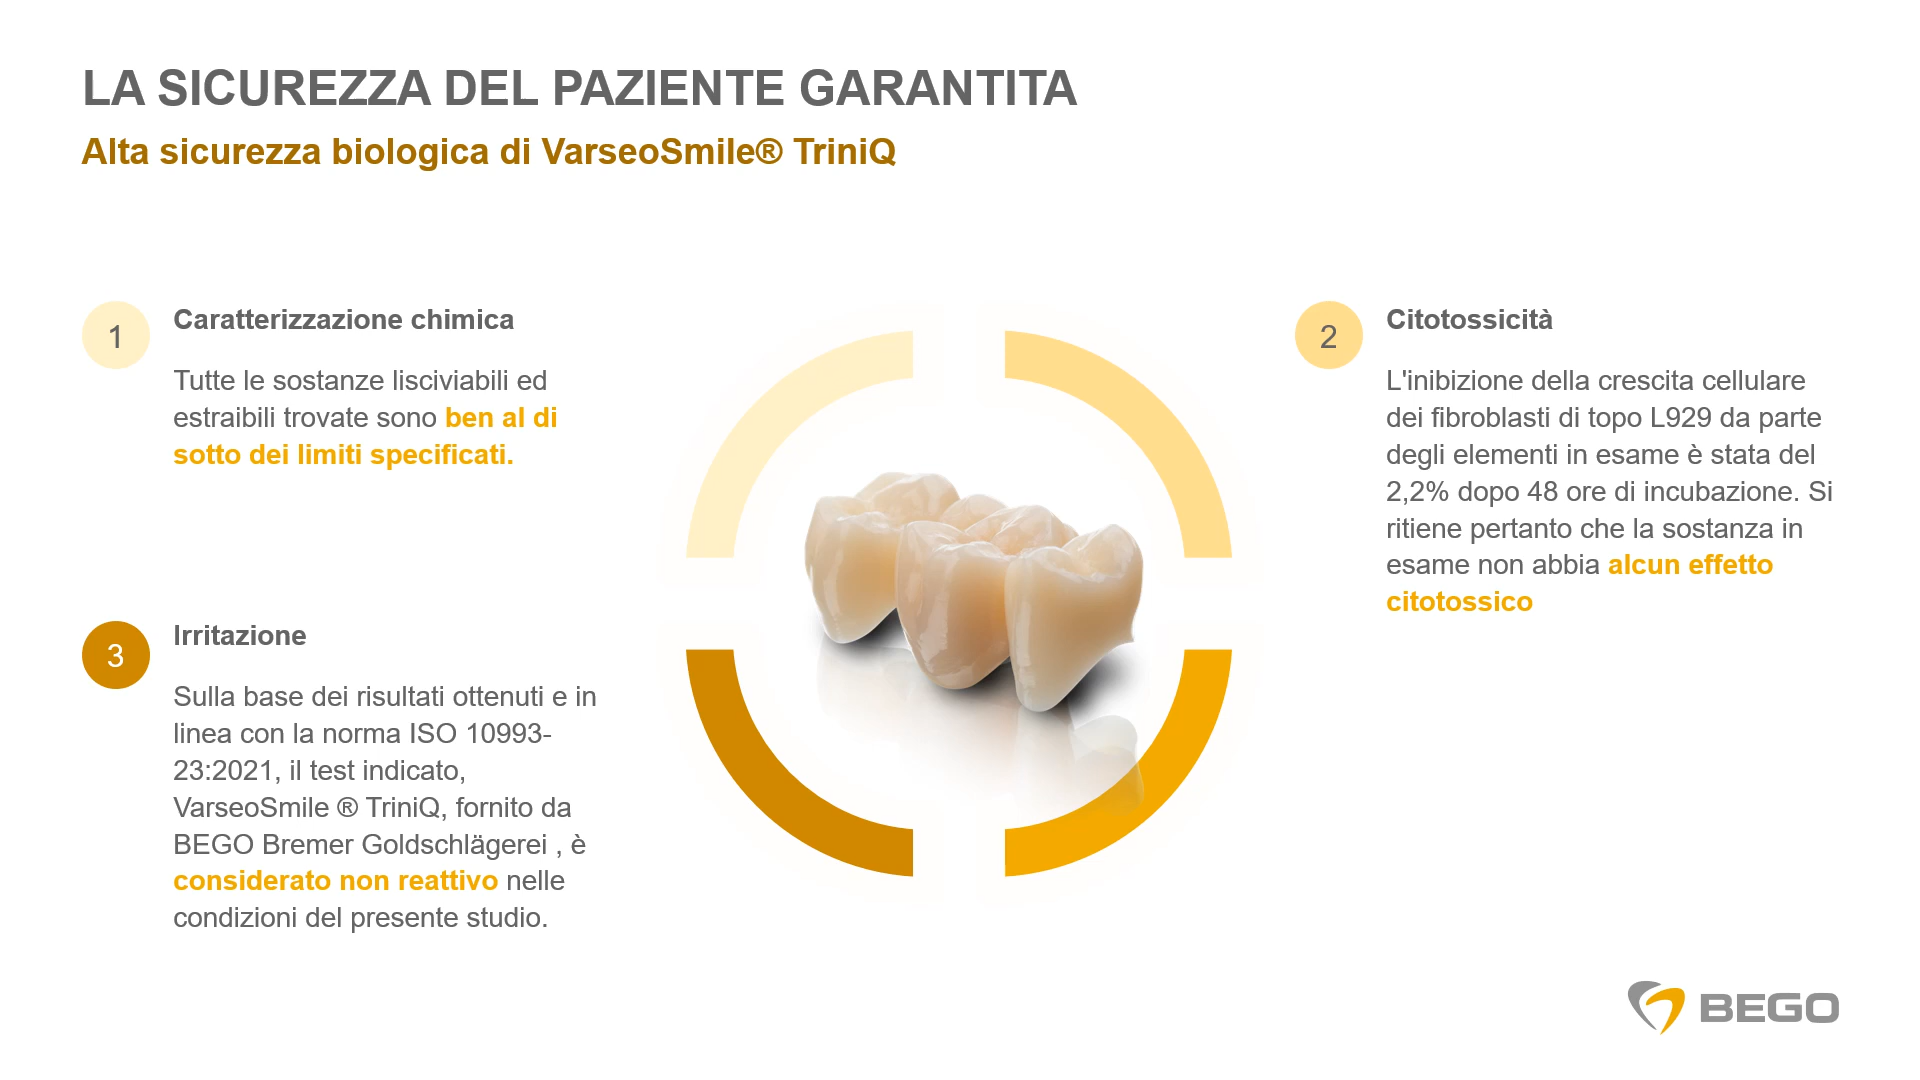 LA SICUREZZA DEL PAZIENTE GARANTITA
Alta sicurezza biologica di VarseoSmile® TriniQ
1
Caratterizzazione chimica
Tutte le sostanze lisciviabili ed
estraibili trovate sono ben al di
sotto dei limiti specificati.
2
Citotossicità
L'inibizione della crescita cellulare
dei fibroblasti di topo L929 da parte
degli elementi in esame è stata del
2,2% dopo 48 ore di incubazione. Si
ritiene pertanto che la sostanza in
esame non abbia alcun effetto
citotossico
3
Irritazione
Sulla base dei risultati ottenuti e in
linea con la norma ISO 10993-
23:2021, il test indicato,
VarseoSmile ® TriniQ, fornito da
BEGO Bremer Goldschlägerei , è
considerato non reattivo nelle
condizioni del presente studio.
BEGO